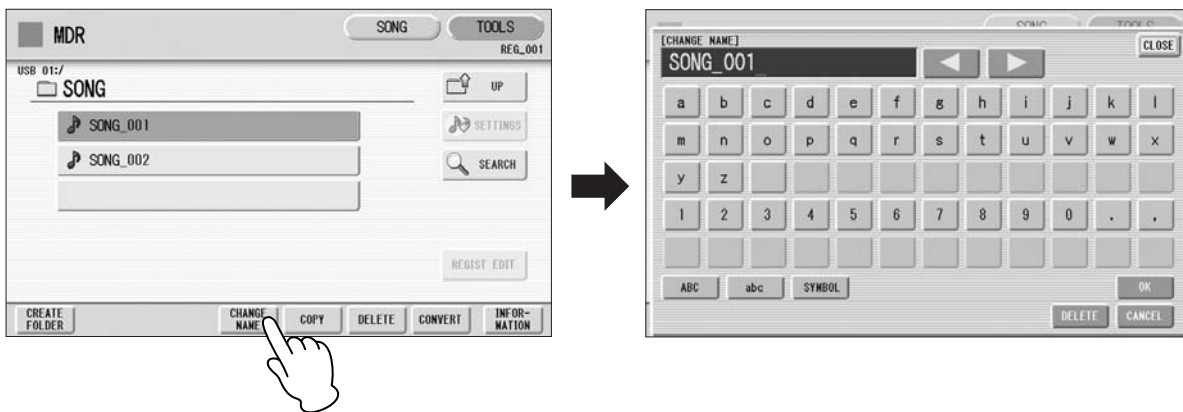 MDR
SONG
TOOLS
REG_001
USB 01:/
SONG
UP
SONG_001
SETTINGS
SONG_002
SEARCH
REGIST EDIT
CREATE
FOLDER
CHANGE
NAME
COPY
DELETE
CONVERT
INFOR-
MATION
[CHANGE NAME]
CLOSE
SONG_001_
a b c d e f g h i j k l
m n o p q r s t u v w x
y z
1 2 3 4 5 6 7 8 9 0 . ,
ABC abc SYMBOL OK
DELETE CANCEL